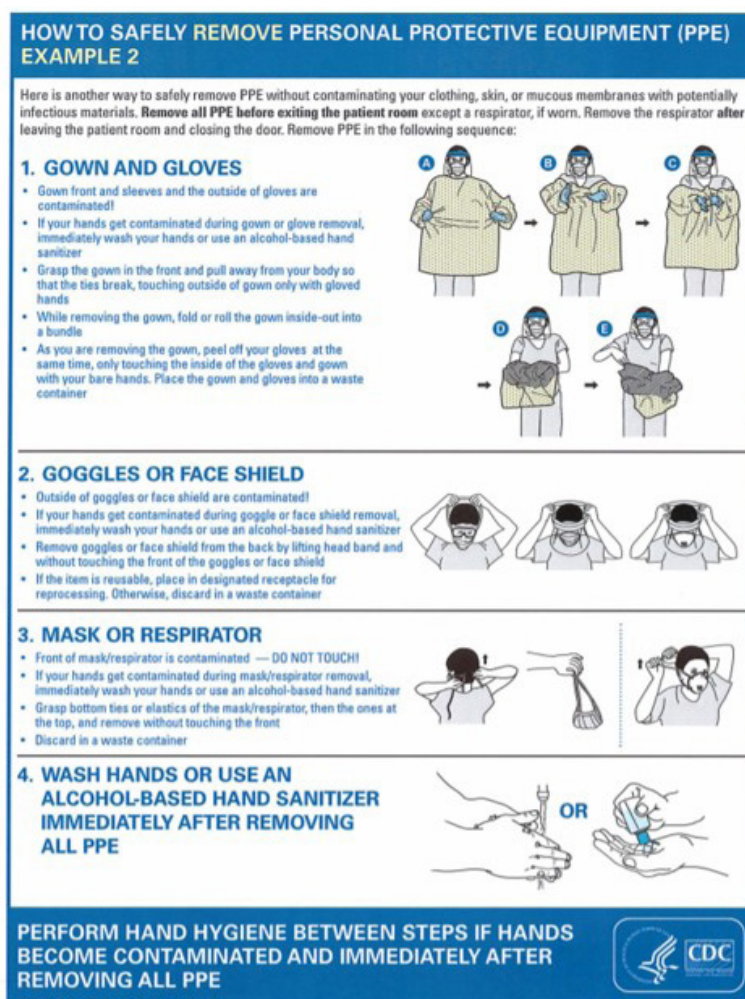 HOW TO SAFELY REMOVE PERSONAL PROTECTIVE EQUIPMENT (PPE)
EXAMPLE 2
Here is another way to safely remove PPE without contaminating your clothing, skin, or mucous membranes with potentially
infectious materials. Remove all PPE before exiting the patient room except a respirator, if worn. Remove the respirator after
leaving the patient room and closing the door. Remove PPE in the following sequence:
1. GOWN AND GLOVES
• Gown front and sleeves and the outside of gloves are
contaminated!
• If your hands get contaminated during gown or glove removal,
immediately wash your hands or use an alcohol-based hand
sanitizer
• Grasp the gown in the front and pull away from your body so
that the ties break, touching outside of gown only with gloved
hands
• While removing the gown, fold or roll the gown inside-out into
a bundle
• As you are removing the gown, peel off your gloves at the
same time, only touching the inside of the gloves and gown
with your bare hands. Place the gown and gloves into a waste
container
A
B
C
D
E
2. GOGGLES OR FACE SHIELD
• Outside of goggles or face shield are contaminated!
• If your hands get contaminated during goggle or face shield removal,
immediately wash your hands or use an alcohol-based hand sanitizer
• Remove goggles or face shield from the back by lifting head band and
without touching the front of the goggles or face shield
• If the item is reusable, place in designated receptacle for
reprocessing. Otherwise, discard in a waste container
3. MASK OR RESPIRATOR
• Front of mask/respirator is contaminated — DO NOT TOUCH!
• If your hands get contaminated during mask/respirator removal,
immediately wash your hands or use an alcohol-based hand sanitizer
• Grasp bottom ties or elastics of the mask/respirator, then the ones at
the top, and remove without touching the front
• Discard in a waste container
4. WASH HANDS OR USE AN
ALCOHOL-BASED HAND SANITIZER
IMMEDIATELY AFTER REMOVING
ALL PPE
OR
PERFORM HAND HYGIENE BETWEEN STEPS IF HANDS
BECOME CONTAMINATED AND IMMEDIATELY AFTER
REMOVING ALL PPE
CDC